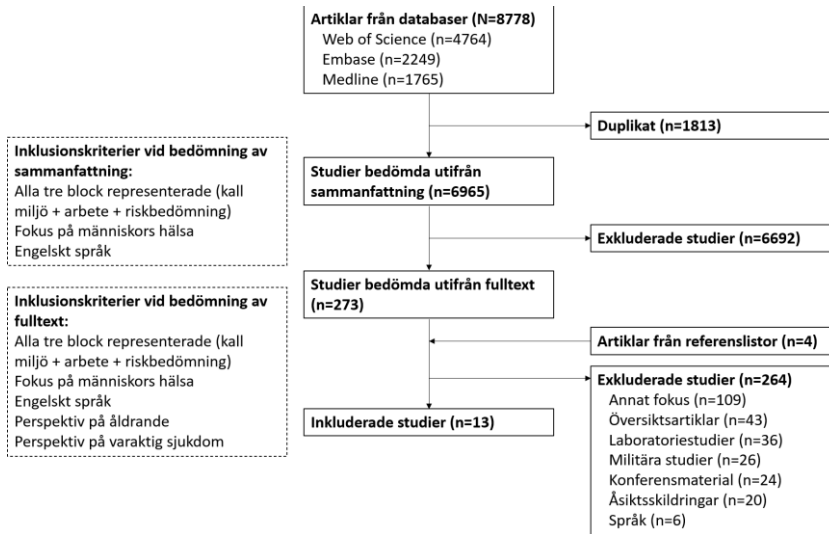 Artiklar från databaser (N=8778)
Web of Science (n=4764)
Embase (n=2249)
Medline (n=1765)
Duplikat (n=1813)
Inklusionskriterier vid bedömning av
sammanfattning:
Alla tre block representerade (kall
miljö + arbete + riskbedömning)
Fokus på människors hälsa
Engelskt språk
Studier bedömda utifrån
sammanfattning (n=6965)
Exkluderade studier (n=6692)
Studier bedömda utifrån fulltext
(n=273)
Inklusionskriterier vid bedömning av
fulltext:
Alla tre block representerade (kall
miljö + arbete + riskbedömning)
Fokus på människors hälsa
Engelskt språk
Perspektiv på åldrande
Perspektiv på varaktig sjukdom
Artiklar från referenslistor (n=4)
Exkluderade studier (n=264)
Annat fokus (n=109)
Översiktsartiklar (n=43)
Laboratoriestudier (n=36)
Militära studier (n=26)
Konferensmaterial (n=24)
Åsiktsskildringar (n=20)
Språk (n=6)
Inkluderade studier (n=13)